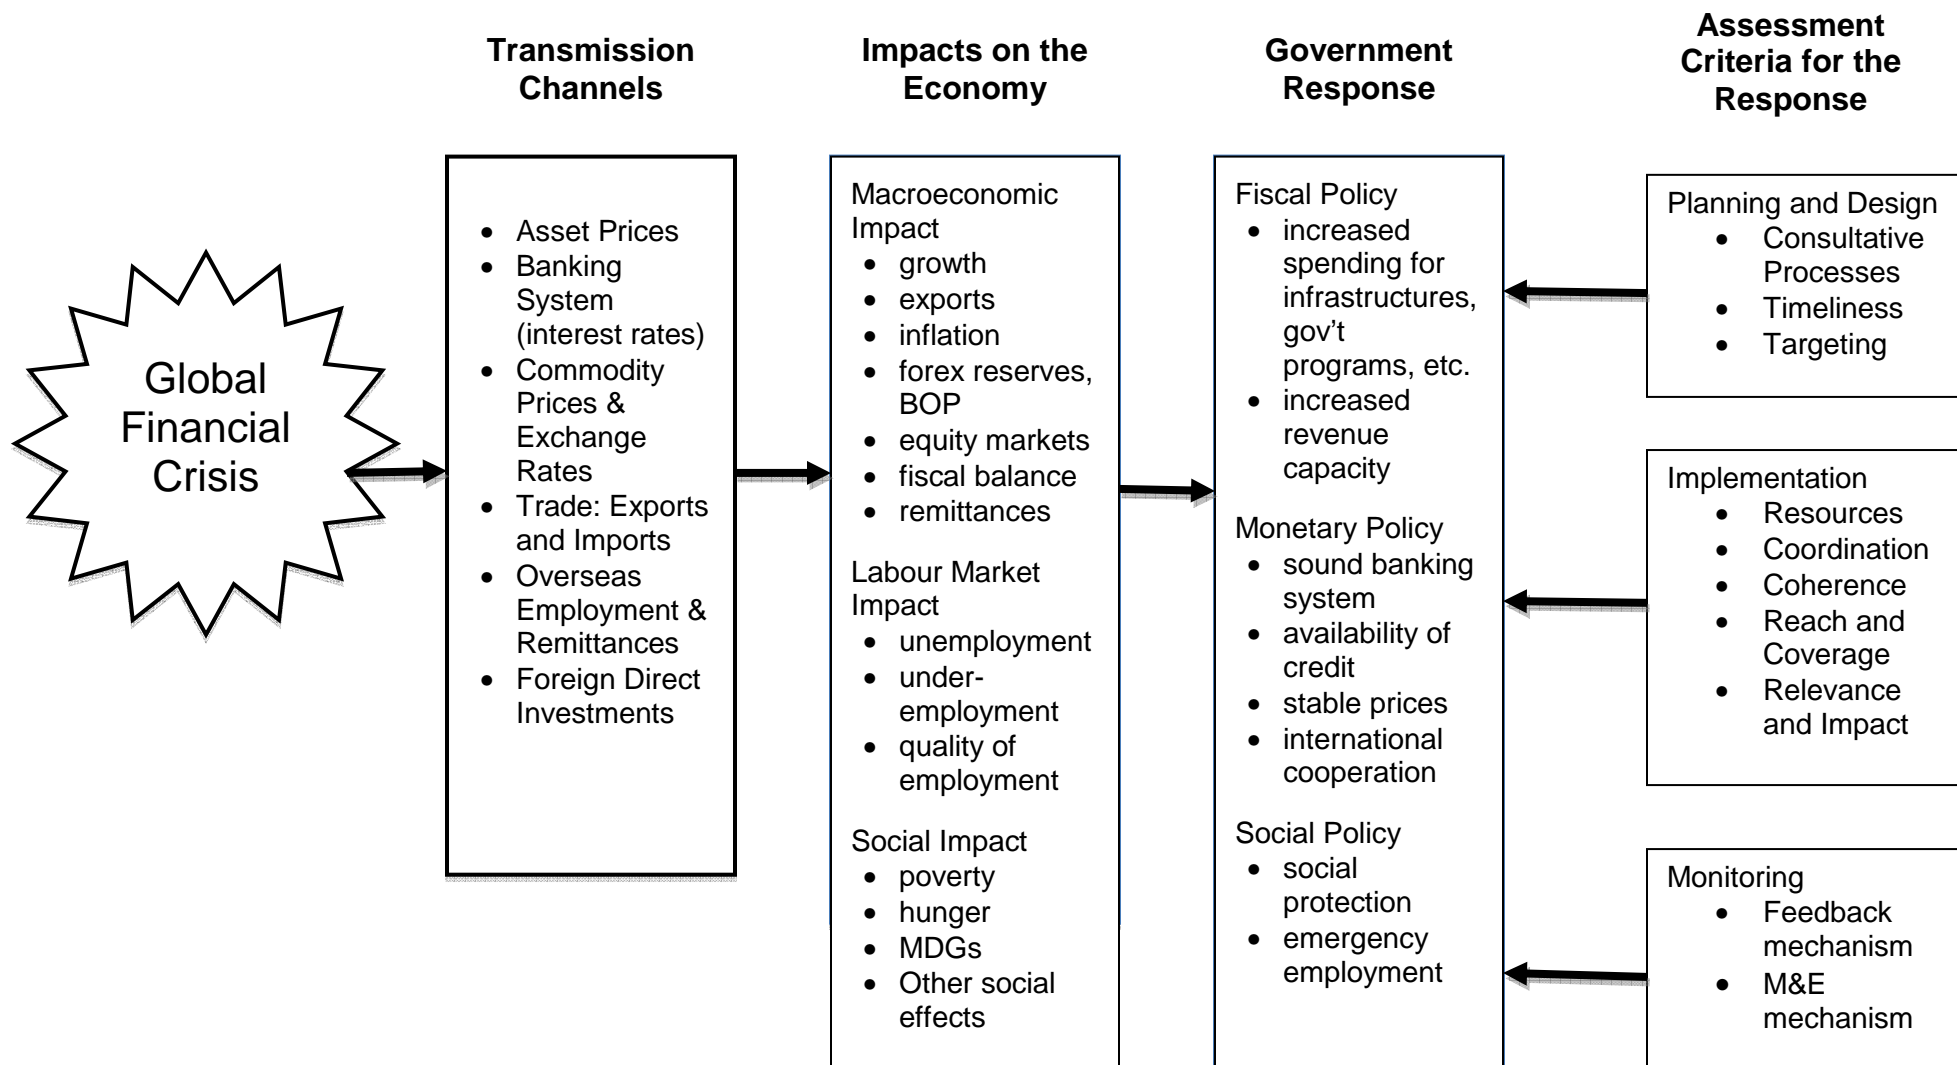 Transmission
Channels
Impacts on the
Economy
Government
Response
Assessment
Criteria for the
Response
Global
Financial
Crisis
• Asset Prices
• Banking
System
(interest rates)
• Commodity
Prices &
Exchange
Rates
• Trade: Exports
and Imports
• Overseas
Employment &
Remittances
• Foreign Direct
Investments
Macroeconomic
Impact
• growth
• exports
• inflation
• forex reserves,
BOP
• equity markets
• fiscal balance
• remittances
Labour Market
Impact
• unemployment
• under-
employment
• quality of
employment
Social Impact
• poverty
• hunger
• MDGs
• Other social
effects
Fiscal Policy
• increased
spending for
infrastructures,
gov’t
programs, etc.
• increased
revenue
capacity
Monetary Policy
• sound banking
system
• availability of
credit
• stable prices
• international
cooperation
Social Policy
• social
protection
• emergency
employment
Planning and Design
• Consultative
Processes
• Timeliness
• Targeting
Implementation
• Resources
• Coordination
• Coherence
• Reach and
Coverage
• Relevance
and Impact
Monitoring
• Feedback
mechanism
• M&E
mechanism